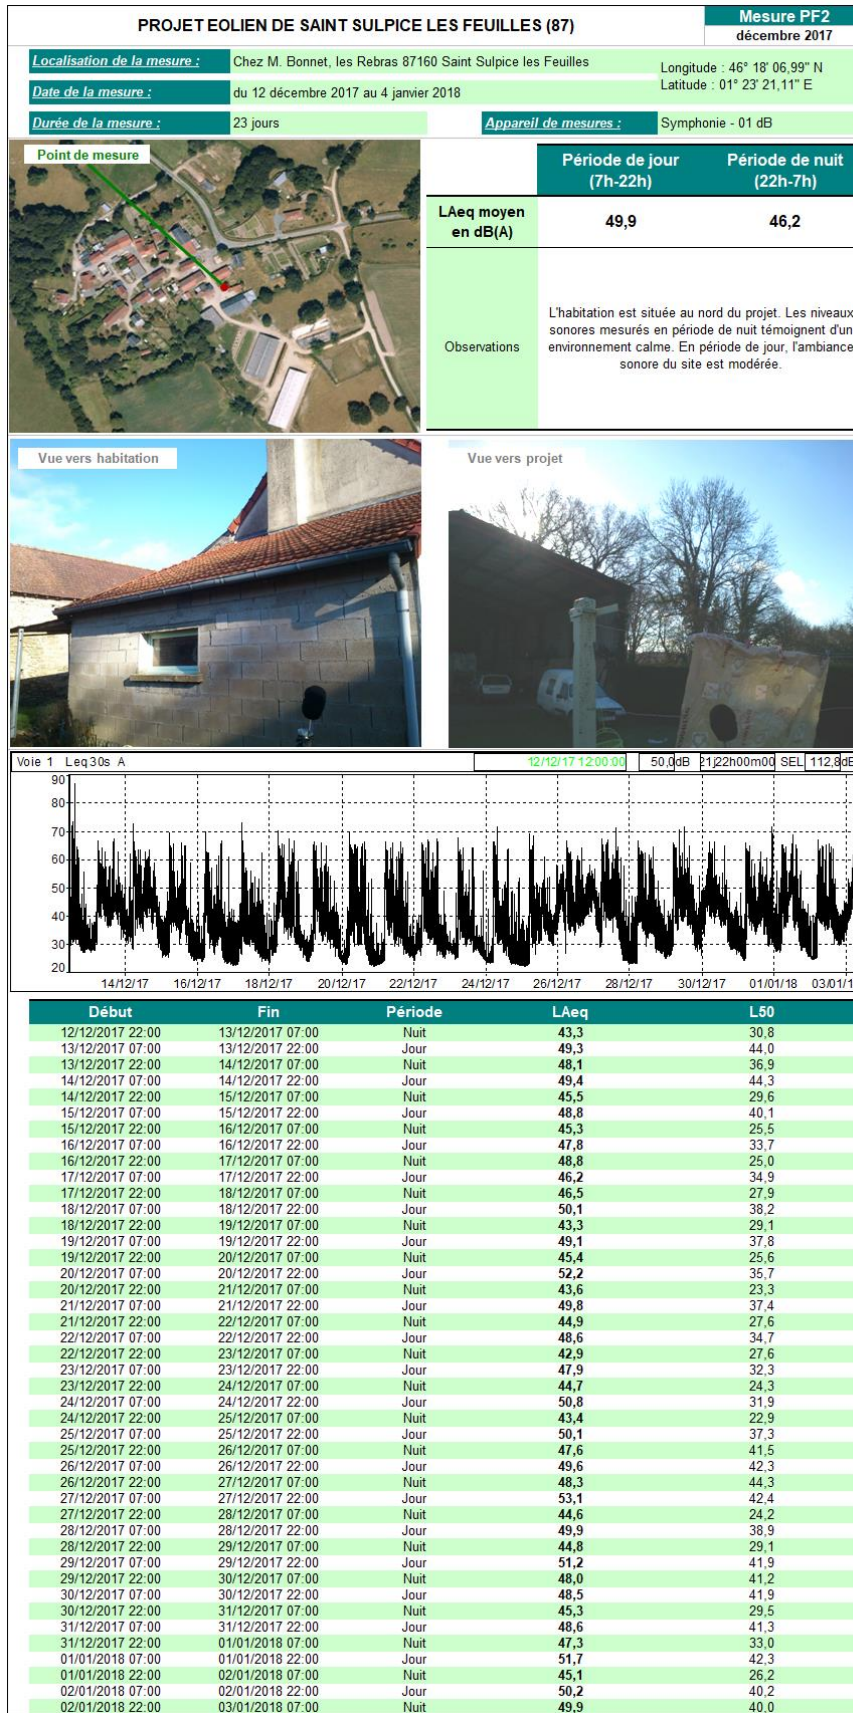 PROJET EOLIEN DE SAINT SULPICE LES FEUILLES (87)
Mesure PF2
décembre 2017
Localisation de la mesure :
Chez M. Bonnet, les Rebras 87160 Saint Sulpice les Feuilles
Longitude : 46° 18' 06,99" N
Latitude : 01° 23' 21,11" E
Date de la mesure :
du 12 décembre 2017 au 4 janvier 2018
Durée de la mesure :
23 jours
Appareil de mesures :
Symphonie - 01 dB
Point de mesure
Période de jour
(7h-22h)
Période de nuit
(22h-7h)
LAeq moyen
en dB(A)
49,9
46,2
Observations
L'habitation est située au nord du projet. Les niveaux
sonores mesurés en période de nuit témoignent d'un
environnement calme. En période de jour, l'ambiance
sonore du site est modérée.
Vue vers habitation
Vue vers projet
Voie 1 Leq 30s A 12/12/17 12:00:00 50,0dB 21j22h00m00 SEL 112,8dB
90
80
70
60
50
40
30
20
14/12/17 16/12/17 18/12/17 20/12/17 22/12/17 24/12/17 26/12/17 28/12/17 30/12/17 01/01/18 03/01/1
Début Fin Période LAeq L50
12/12/2017 22:00 13/12/2017 07:00 Nuit 43,3 30,8
13/12/2017 07:00 13/12/2017 22:00 Jour 49,3 44,0
13/12/2017 22:00 14/12/2017 07:00 Nuit 48,1 36,9
14/12/2017 07:00 14/12/2017 22:00 Jour 49,4 44,3
14/12/2017 22:00 15/12/2017 07:00 Nuit 45,5 29,6
15/12/2017 07:00 15/12/2017 22:00 Jour 48,8 40,1
15/12/2017 22:00 16/12/2017 07:00 Nuit 45,3 25,5
16/12/2017 07:00 16/12/2017 22:00 Jour 47,8 33,7
16/12/2017 22:00 17/12/2017 07:00 Nuit 48,8 25,0
17/12/2017 07:00 17/12/2017 22:00 Jour 46,2 34,9
17/12/2017 22:00 18/12/2017 07:00 Nuit 46,5 27,9
18/12/2017 07:00 18/12/2017 22:00 Jour 50,1 38,2
18/12/2017 22:00 19/12/2017 07:00 Nuit 43,3 29,1
19/12/2017 07:00 19/12/2017 22:00 Jour 49,1 37,8
19/12/2017 22:00 20/12/2017 07:00 Nuit 45,4 25,6
20/12/2017 07:00 20/12/2017 22:00 Jour 52,2 35,7
20/12/2017 22:00 21/12/2017 07:00 Nuit 43,6 23,3
21/12/2017 07:00 21/12/2017 22:00 Jour 49,8 37,4
21/12/2017 22:00 22/12/2017 07:00 Nuit 44,9 27,6
22/12/2017 07:00 22/12/2017 22:00 Jour 48,6 34,7
22/12/2017 22:00 23/12/2017 07:00 Nuit 42,9 27,6
23/12/2017 07:00 23/12/2017 22:00 Jour 47,9 32,3
23/12/2017 22:00 24/12/2017 07:00 Nuit 44,7 24,3
24/12/2017 07:00 24/12/2017 22:00 Jour 50,8 31,9
24/12/2017 22:00 25/12/2017 07:00 Nuit 43,4 22,9
25/12/2017 07:00 25/12/2017 22:00 Jour 50,1 37,3
25/12/2017 22:00 26/12/2017 07:00 Nuit 47,6 41,5
26/12/2017 07:00 26/12/2017 22:00 Jour 49,6 42,3
26/12/2017 22:00 27/12/2017 07:00 Nuit 48,3 44,3
27/12/2017 07:00 27/12/2017 22:00 Jour 53,1 42,4
27/12/2017 22:00 28/12/2017 07:00 Nuit 44,6 24,2
28/12/2017 07:00 28/12/2017 22:00 Jour 49,9 38,9
28/12/2017 22:00 29/12/2017 07:00 Nuit 44,8 29,1
29/12/2017 07:00 29/12/2017 22:00 Jour 51,2 41,9
29/12/2017 22:00 30/12/2017 07:00 Nuit 48,0 41,2
30/12/2017 07:00 30/12/2017 22:00 Jour 48,5 41,9
30/12/2017 22:00 31/12/2017 07:00 Nuit 45,3 29,5
31/12/2017 07:00 31/12/2017 22:00 Jour 48,6 41,3
31/12/2017 22:00 01/01/2018 07:00 Nuit 47,3 33,0
01/01/2018 07:00 01/01/2018 22:00 Jour 51,7 42,3
01/01/2018 22:00 02/01/2018 07:00 Nuit 45,1 26,2
02/01/2018 07:00 02/01/2018 22:00 Jour 50,2 40,2
02/01/2018 22:00 03/01/2018 07:00 Nuit 49,9 40,0